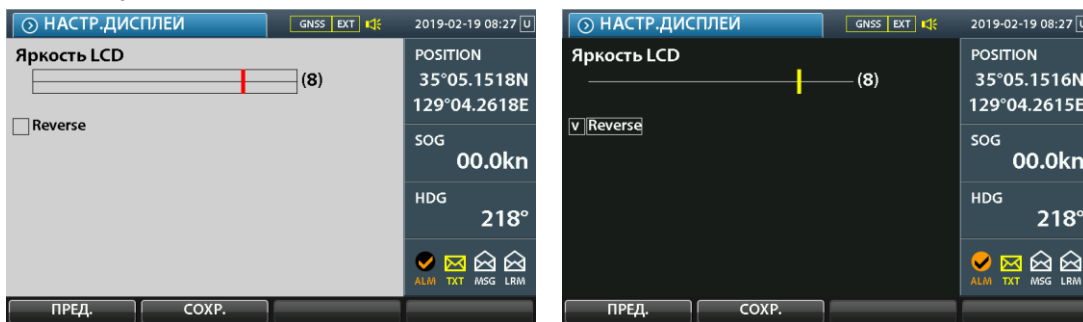 НАСТР.ДИСПЛЕЙ GNSS EXT 2019-02-19 08:27 U
Яркость LCD
(8)
Reverse
POSITION
35°05.1518N
129°04.2618E
SOG
00.0kn
HDG
218°
ALM TXT MSG LRM
ПРЕД. СОХР.
НАСТР.ДИСПЛЕЙ GNSS EXT 2019-02-19 08:27 U
Яркость LCD
(8)
v Reverse
POSITION
35°05.1516N
129°04.2615E
SOG
00.0kn
HDG
218°
ALM TXT MSG LRM
ПРЕД. СОХР.